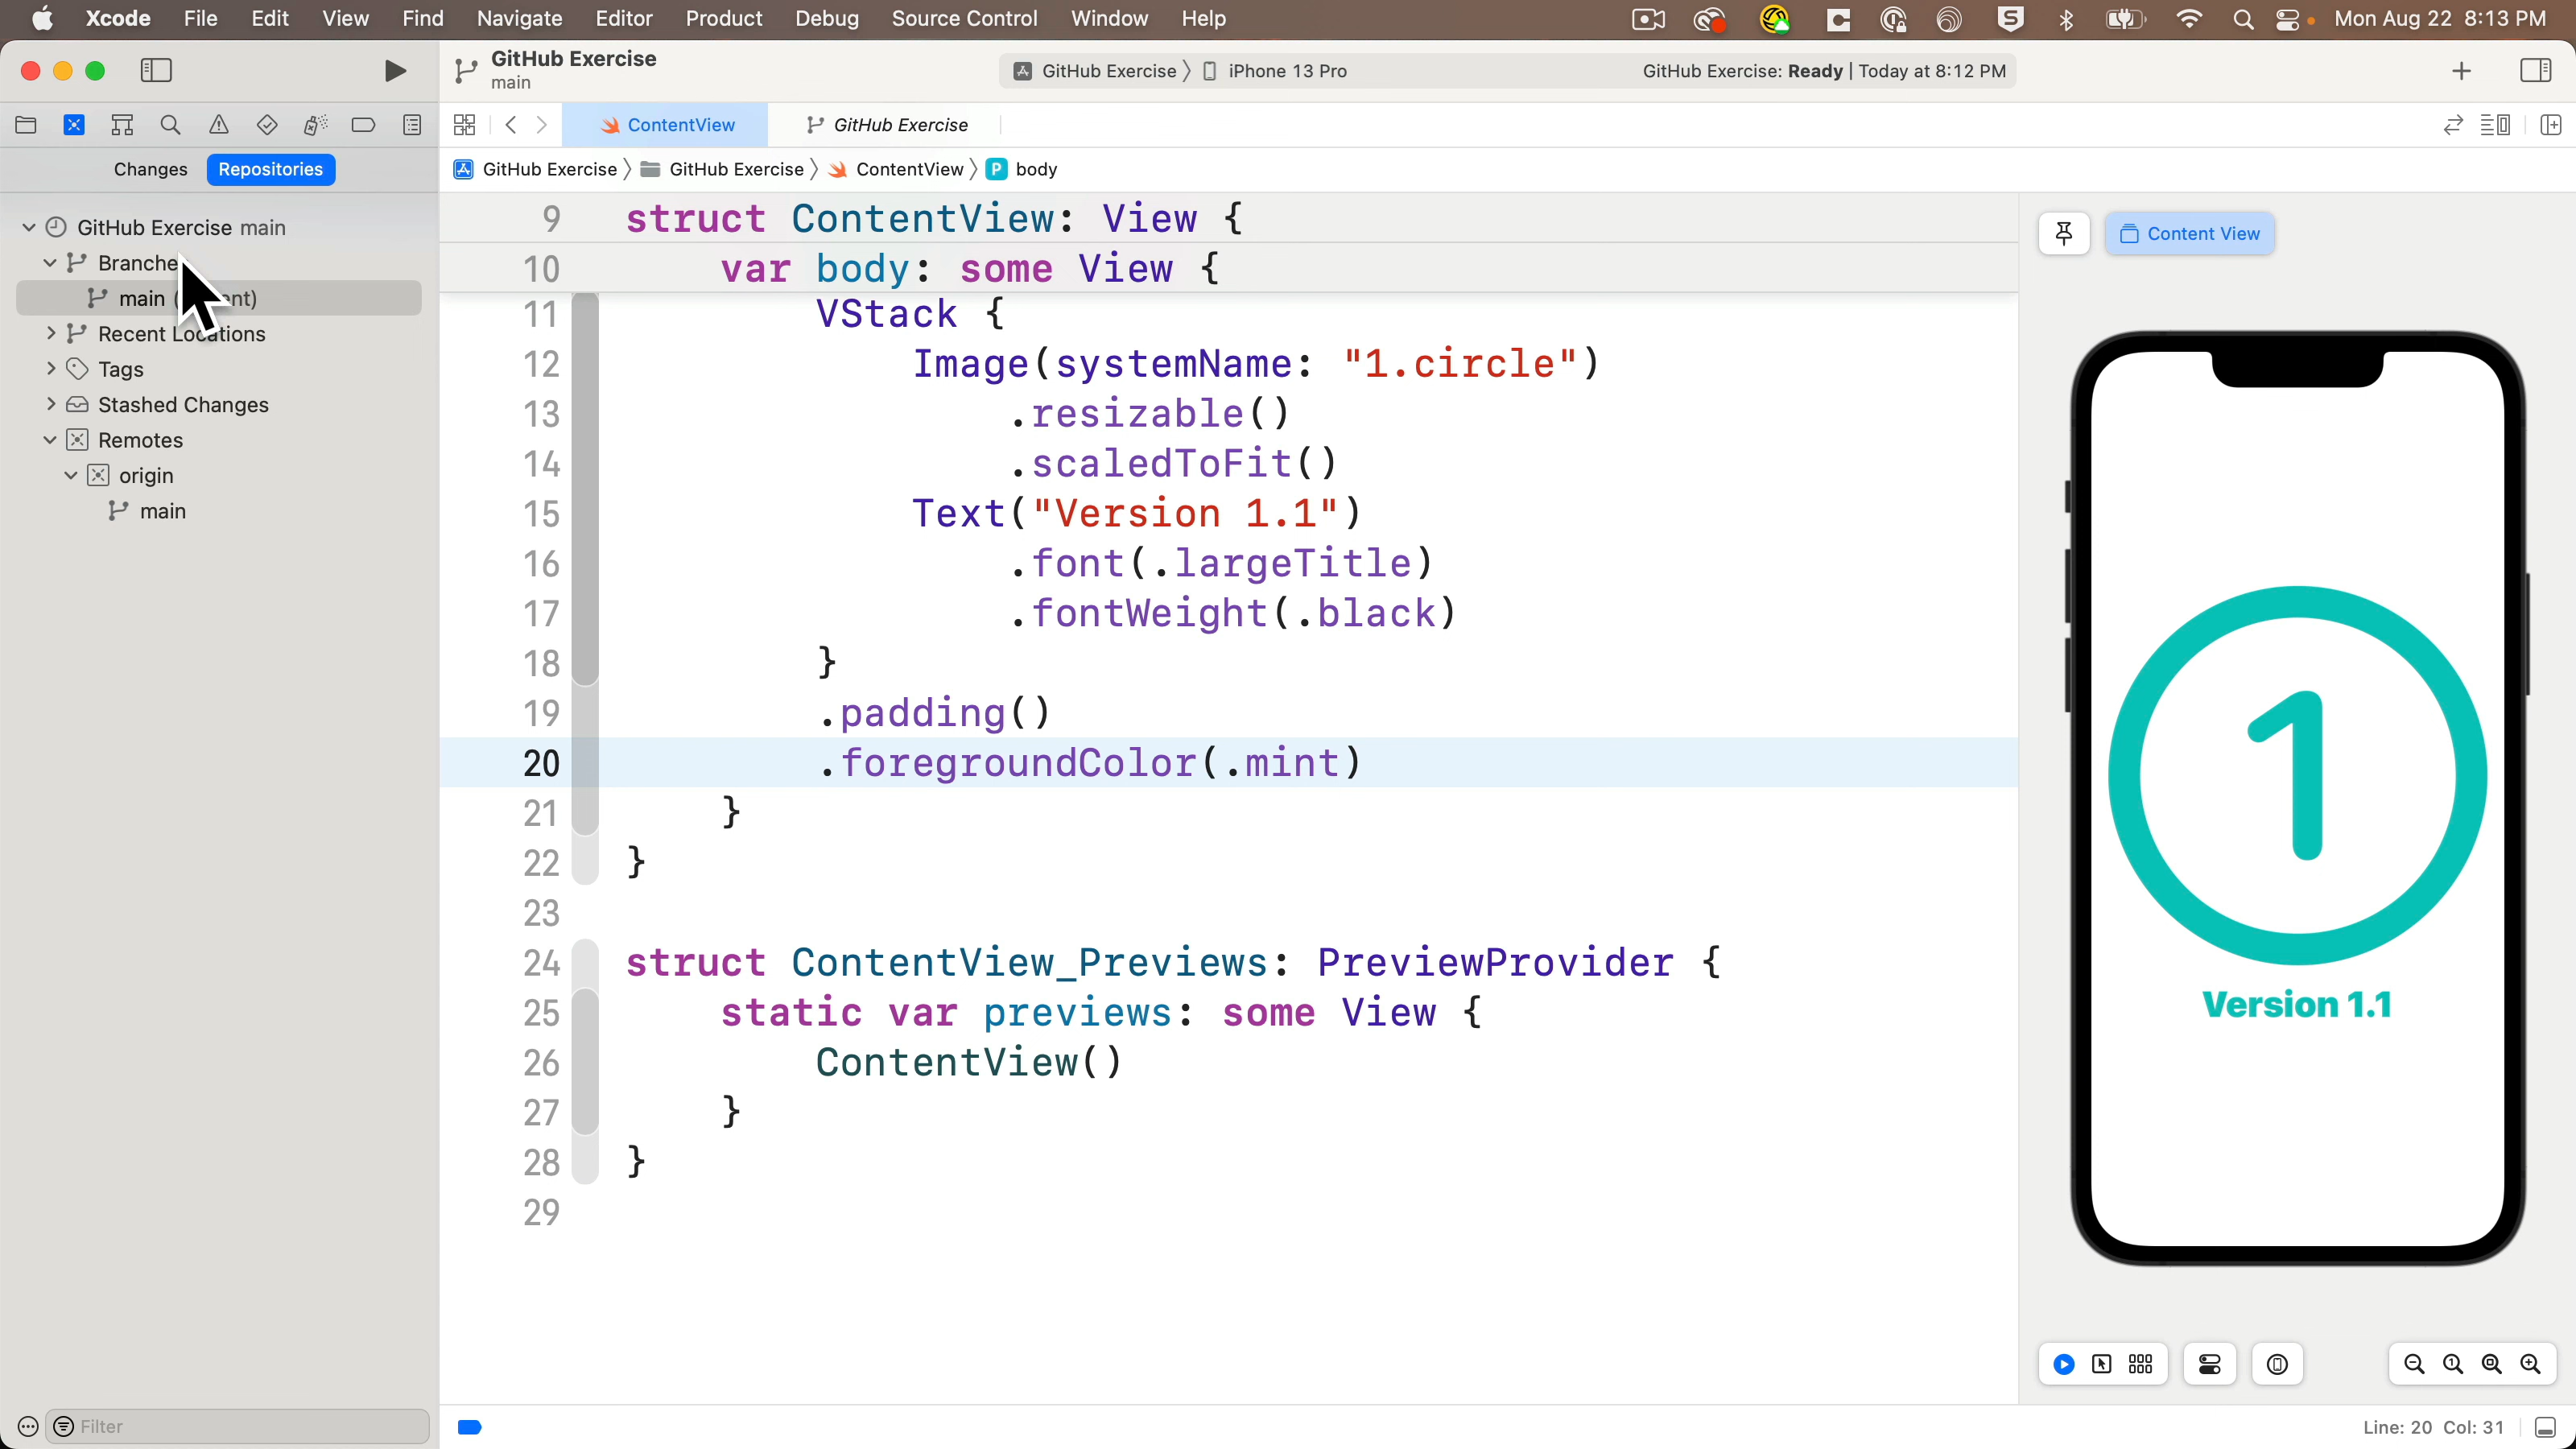 Xcode File Edit View Find Navigate Editor Product Debug Source Control Window Help Mon Aug 22 8:13 PM
GitHub Exercise
main
GitHub Exercise 〉 iPhone 13 Pro GitHub Exercise: Ready | Today at 8:12 PM
ContentView GitHub Exercise
Changes Repositories
GitHub Exercise 〉 GitHub Exercise 〉 ContentView 〉 P body
GitHub Exercise main
main
Recent Locations
Tags
Stashed Changes
Remotes
origin
main
Filter
9 struct ContentView: View {
10 var body: some View {
11 VStack {
12 Image(systemName: "1.circle")
13 .resizable()
14 .scaledToFit()
15 Text("Version 1.1")
16 .font(.largeTitle)
17 .fontWeight(.black)
18 }
19 .padding()
20 .foregroundColor(.mint)
21 }
22 }
23
24 struct ContentView_Previews: PreviewProvider {
25 static var previews: some View {
26 ContentView()
27 }
28 }
29
Content View
1
Version 1.1
Line: 20 Col: 31